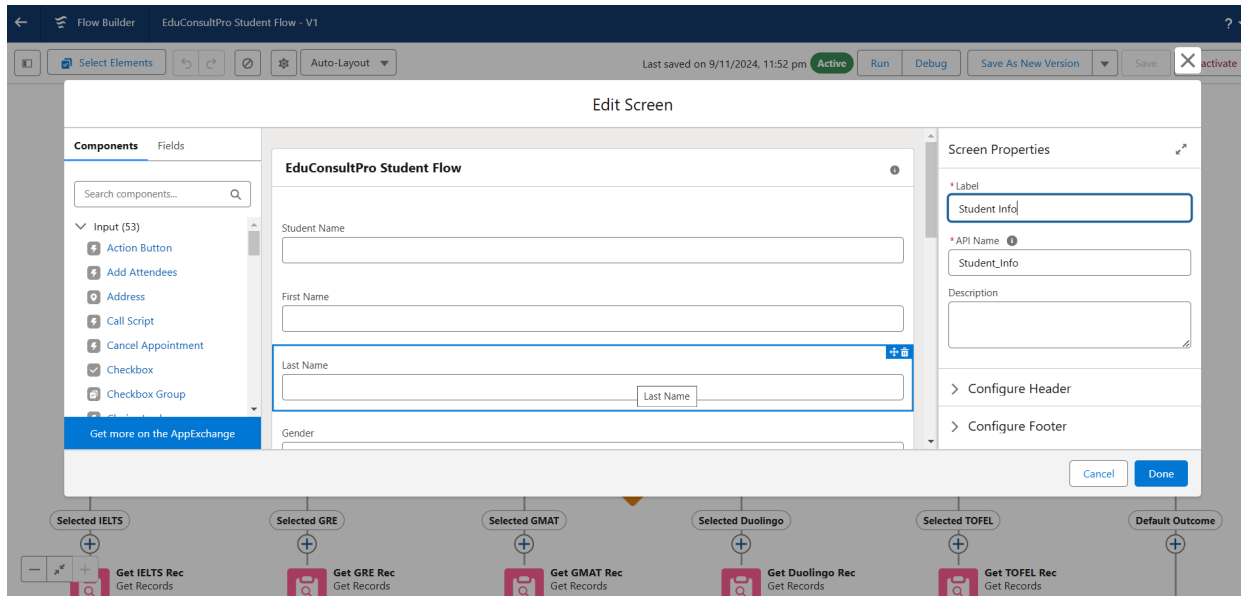 Flow Builder EduConsultPro Student Flow - V1 ?
Select Elements Auto-Layout Last saved on 9/11/2024, 11:52 pm Active Run Debug Save As New Version Save activate
Edit Screen
Components Fields
Search components...
Input (53)
Action Button
Add Attendees
Address
Call Script
Cancel Appointment
Checkbox
Checkbox Group
Get more on the AppExchange
EduConsultPro Student Flow
Student Name
First Name
Last Name
Last Name
Gender
Screen Properties
* Label
Student Info
* API Name
Student_Info
Description
Configure Header
Configure Footer
Cancel Done
Selected IELTS Selected GRE Selected GMAT Selected Duolingo Selected TOFEL Default Outcome
Get IELTS Rec Get GRE Rec Get GMAT Rec Get Duolingo Rec Get TOFEL Rec
Get Records Get Records Get Records Get Records Get Records